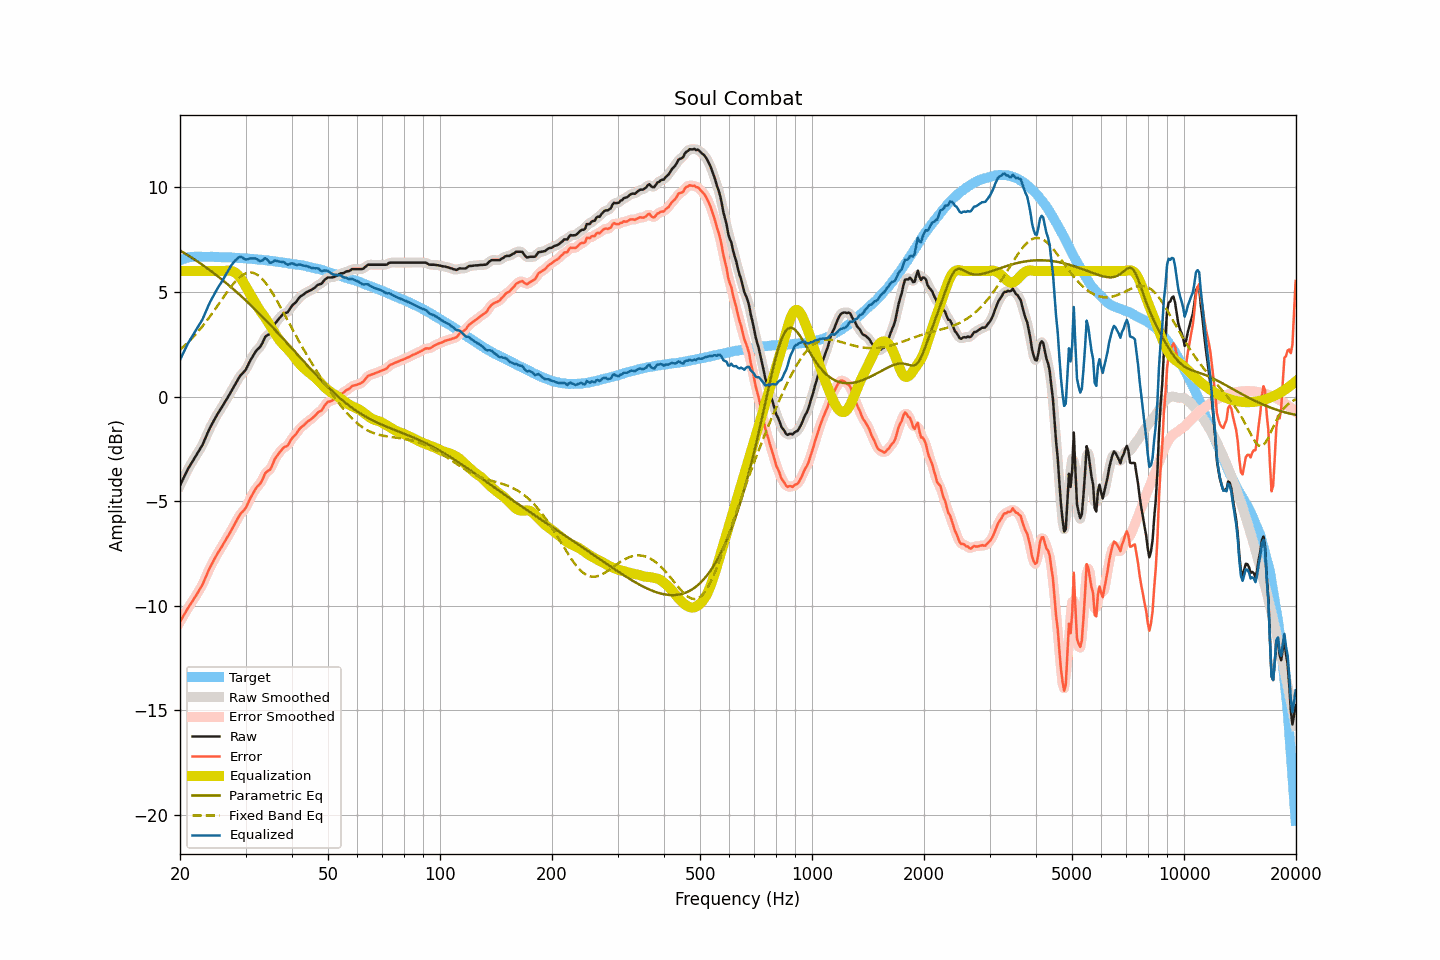 Soul Combat
Amplitude (dBr)
10
5
0
−5
−10
−15
−20
Target
Raw Smoothed
Error Smoothed
Raw
Error
Equalization
Parametric Eq
Fixed Band Eq
Equalized
20 50 100 200 500 1000 2000 5000 10000 20000
Frequency (Hz)